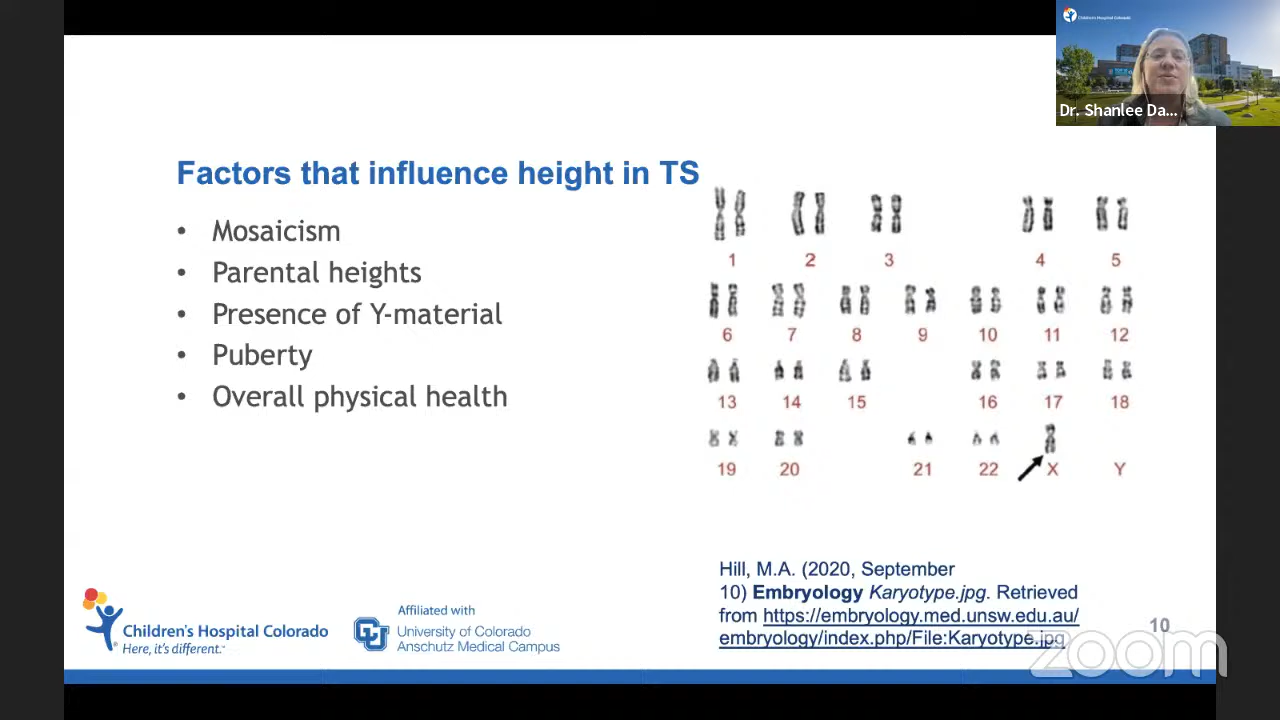 Children's Hospital Colorado
Dr. Shanlee Da...
Factors that influence height in TS
• Mosaicism
• Parental heights
• Presence of Y-material
• Puberty
• Overall physical health
1 2 3 4 5
6 7 8 9 10 11 12
13 14 15 16 17 18
19 20 21 22 X Y
Hill, M.A. (2020, September
10) Embryology Karyotype.jpg. Retrieved
from https://embryology.med.unsw.edu.au/
embryology/index.php/File:Karyotype.jpg
10
Children's Hospital Colorado
Here, it's different.™
Affiliated with
University of Colorado
Anschutz Medical Campus
zoom